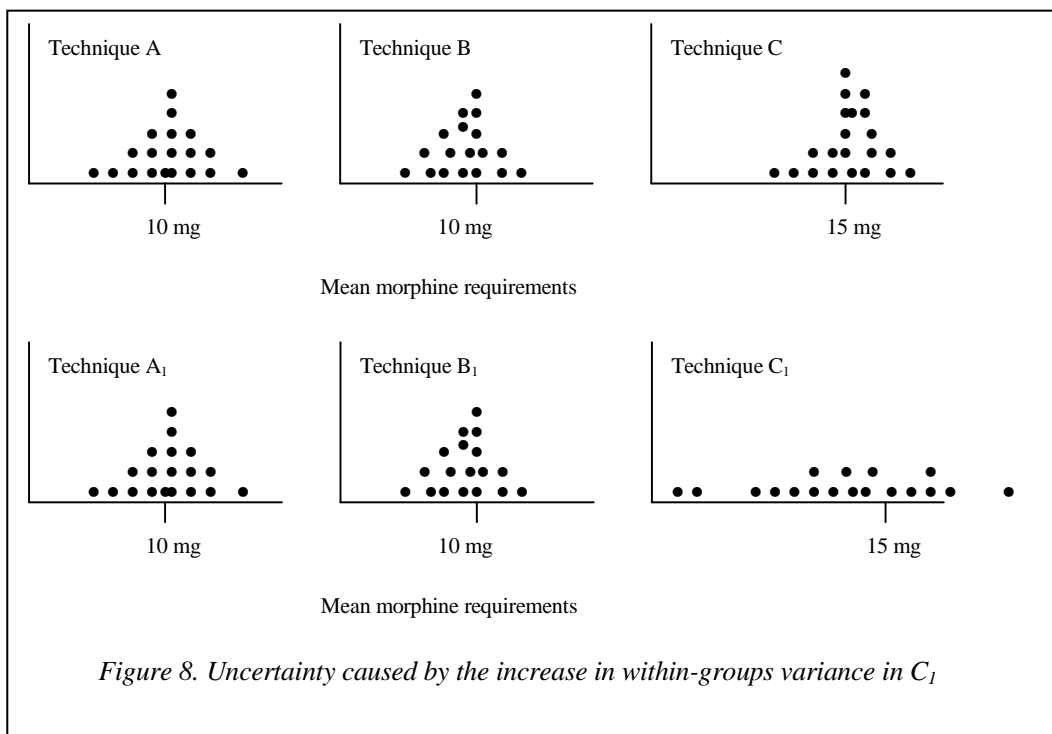 Technique A
Technique B
Technique C
10 mg
10 mg
15 mg
Mean morphine requirements
Technique A₁
Technique B₁
Technique C₁
10 mg
10 mg
15 mg
Mean morphine requirements
Figure 8. Uncertainty caused by the increase in within-groups variance in C₁